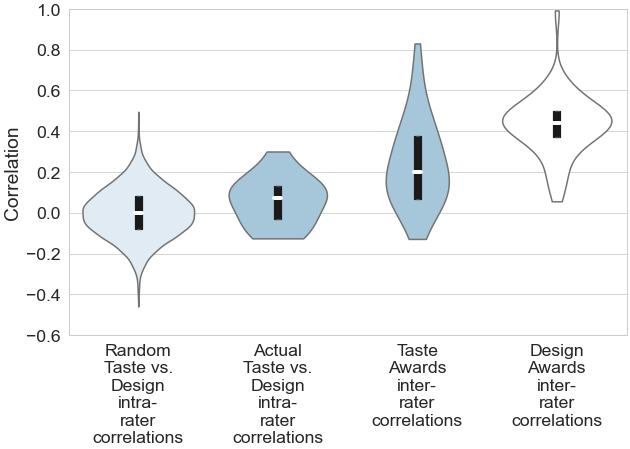 1.0
0.8
0.6
0.4
0.2
0.0
−0.2
−0.4
−0.6
Correlation
Random
Taste vs.
Design
intra-
rater
correlations
Actual
Taste vs.
Design
intra-
rater
correlations
Taste
Awards
inter-
rater
correlations
Design
Awards
inter-
rater
correlations